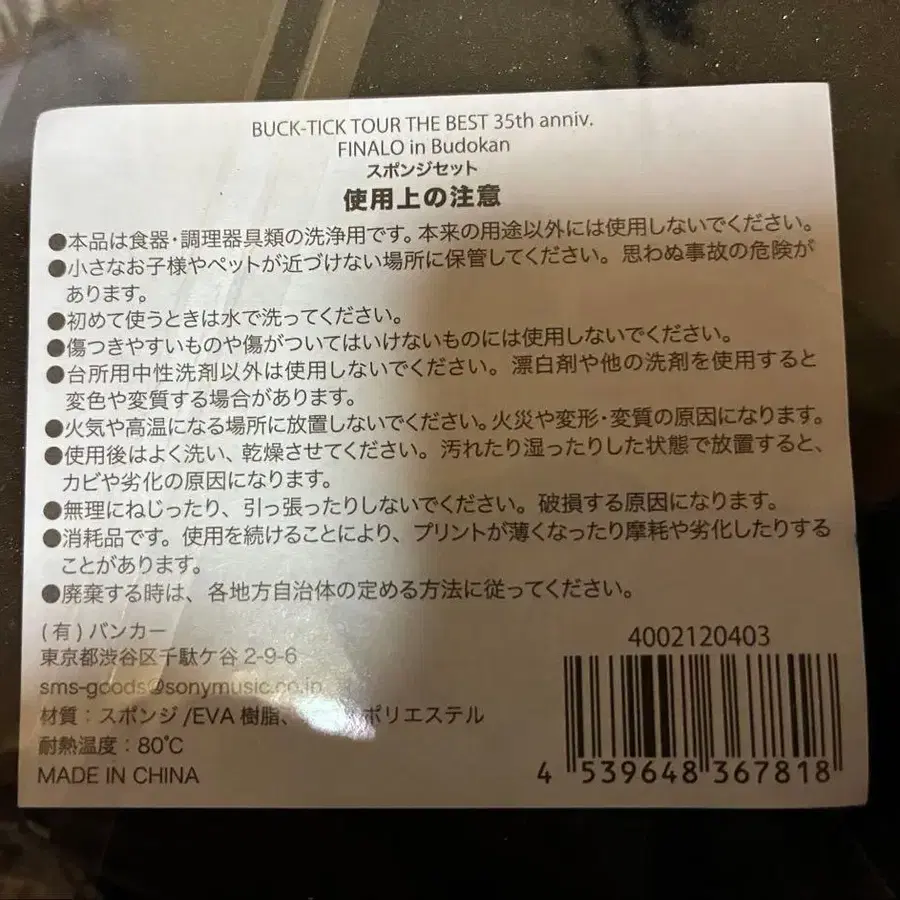 BUCK-TICK TOUR THE BEST 35th anniv.
FINALO in Budokan
スポンジセット
使用上の注意
●本品は食器・調理器具類の洗浄用です。本来の用途以外には使用しないでください。
●小さなお子様やペットが近づけない場所に保管してください。思わぬ事故の危険が
あります。
●初めて使うときは水で洗ってください。
●傷つきやすいものや傷がついてはいけないものには使用しないでください。
●台所用中性洗剤以外は使用しないでください。漂白剤や他の洗剤を使用すると
変色や変質する場合があります。
●火気や高温になる場所に放置しないでください。火災や変形・変質の原因になります。
●使用後はよく洗い、乾燥させてください。汚れたり湿ったりした状態で放置すると、
カビや劣化の原因になります。
●無理にねじったり、引っ張ったりしないでください。破損する原因になります。
●消耗品です。使用を続けることにより、プリントが薄くなったり摩耗や劣化したりする
ことがあります。
●廃棄する時は、各地方自治体の定める方法に従ってください。
(有)バンカー
東京都渋谷区千駄ケ谷 2-9-6
sms-goods@sonymusic.co.jp
材質：スポンジ/EVA 樹脂、 ポリエステル
耐熱温度：80℃
MADE IN CHINA
4002120403
4 539648 367818